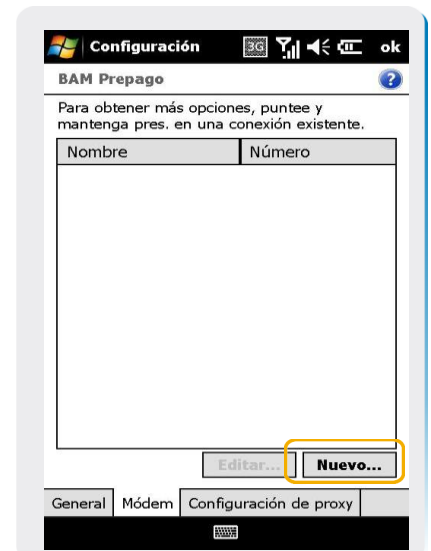 Configuración 3G ok
BAM Prepago ?
Para obtener más opciones, puntee y
mantenga pres. en una conexión existente.
Nombre Número
Editar... Nuevo...
General Módem Configuración de proxy